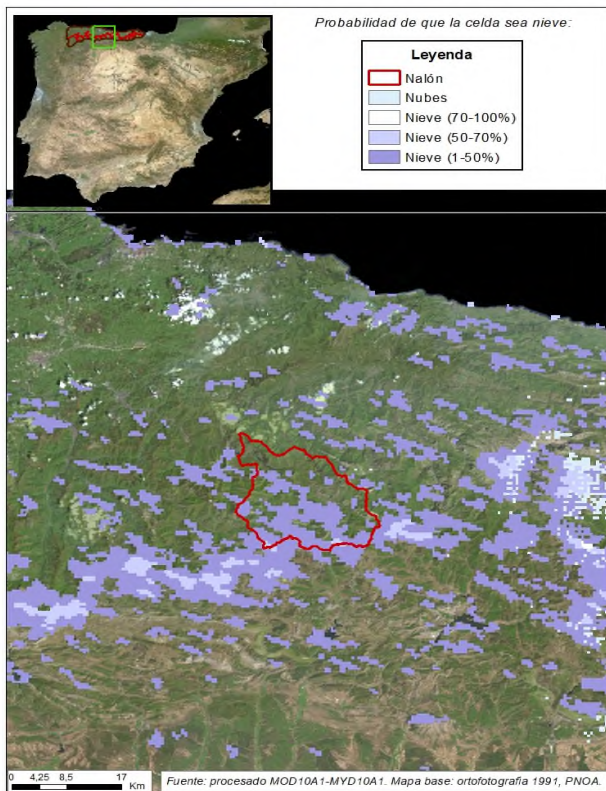 Probabilidad de que la celda sea nieve:
Leyenda
Nalón
Nubes
Nieve (70-100%)
Nieve (50-70%)
Nieve (1-50%)
0 4,25 8,5 17
Km
Fuente: procesado MOD10A1-MYD10A1. Mapa base: ortofotografia 1991, PNOA.